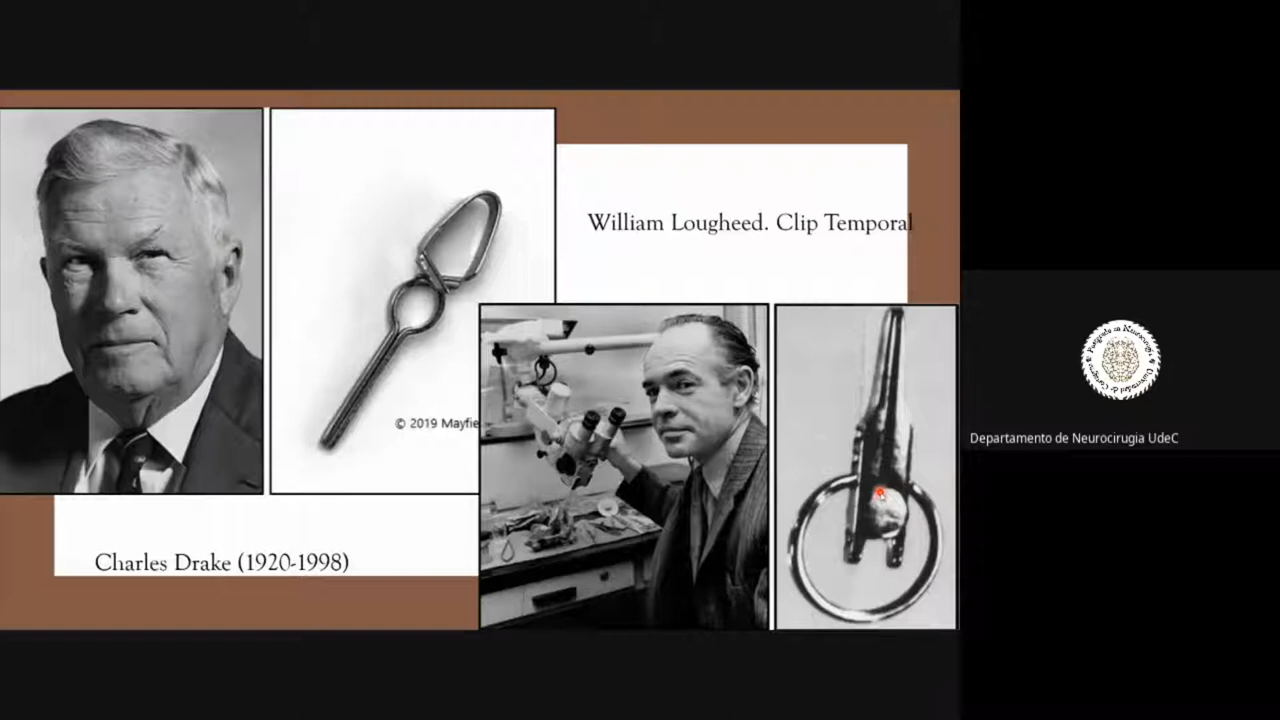 William Lougheed. Clip Temporal
© 2019 Mayfie
Charles Drake (1920-1998)
Departamento de Neurocirugia UdeC